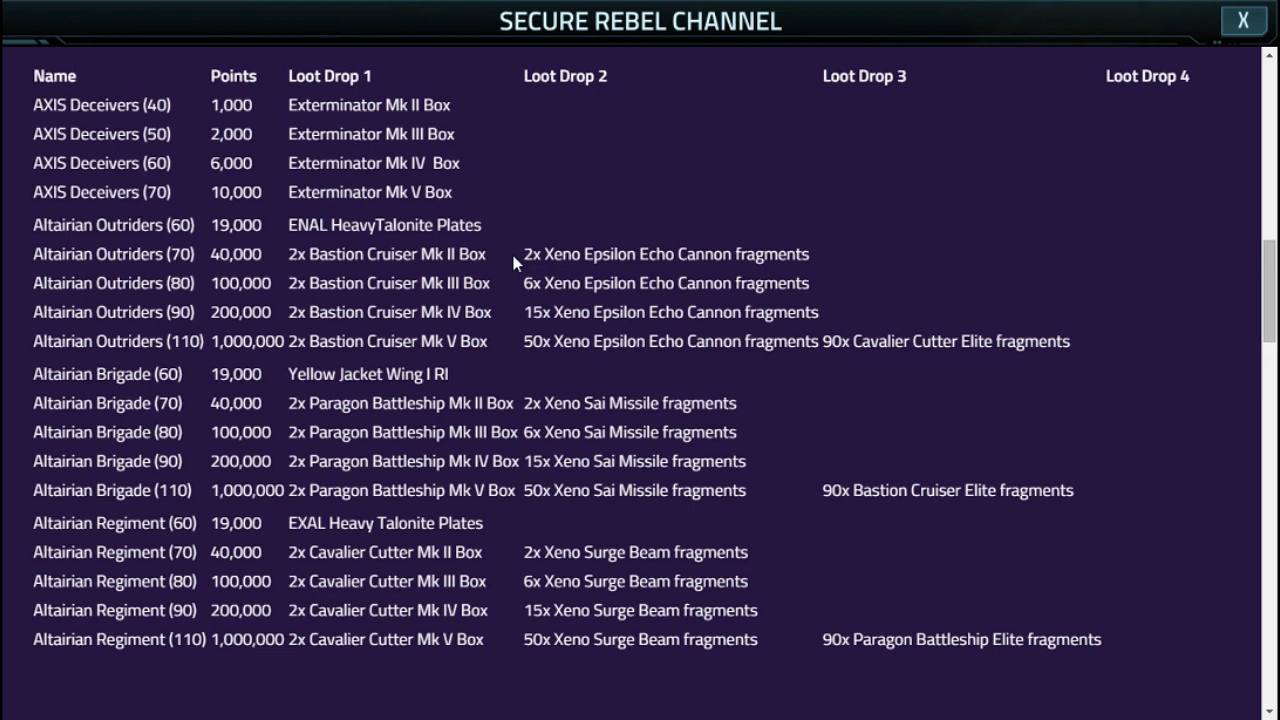 SECURE REBEL CHANNEL X
Name Points Loot Drop 1 Loot Drop 2 Loot Drop 3 Loot Drop 4
AXIS Deceivers (40) 1,000 Exterminator Mk II Box
AXIS Deceivers (50) 2,000 Exterminator Mk III Box
AXIS Deceivers (60) 6,000 Exterminator Mk IV Box
AXIS Deceivers (70) 10,000 Exterminator Mk V Box
Altairian Outriders (60) 19,000 ENAL HeavyTalonite Plates
Altairian Outriders (70) 40,000 2x Bastion Cruiser Mk II Box 2x Xeno Epsilon Echo Cannon fragments
Altairian Outriders (80) 100,000 2x Bastion Cruiser Mk III Box 6x Xeno Epsilon Echo Cannon fragments
Altairian Outriders (90) 200,000 2x Bastion Cruiser Mk IV Box 15x Xeno Epsilon Echo Cannon fragments
Altairian Outriders (110) 1,000,000 2x Bastion Cruiser Mk V Box 50x Xeno Epsilon Echo Cannon fragments 90x Cavalier Cutter Elite fragments
Altairian Brigade (60) 19,000 Yellow Jacket Wing I RI
Altairian Brigade (70) 40,000 2x Paragon Battleship Mk II Box 2x Xeno Sai Missile fragments
Altairian Brigade (80) 100,000 2x Paragon Battleship Mk III Box 6x Xeno Sai Missile fragments
Altairian Brigade (90) 200,000 2x Paragon Battleship Mk IV Box 15x Xeno Sai Missile fragments
Altairian Brigade (110) 1,000,000 2x Paragon Battleship Mk V Box 50x Xeno Sai Missile fragments 90x Bastion Cruiser Elite fragments
Altairian Regiment (60) 19,000 EXAL Heavy Talonite Plates
Altairian Regiment (70) 40,000 2x Cavalier Cutter Mk II Box 2x Xeno Surge Beam fragments
Altairian Regiment (80) 100,000 2x Cavalier Cutter Mk III Box 6x Xeno Surge Beam fragments
Altairian Regiment (90) 200,000 2x Cavalier Cutter Mk IV Box 15x Xeno Surge Beam fragments
Altairian Regiment (110) 1,000,000 2x Cavalier Cutter Mk V Box 50x Xeno Surge Beam fragments 90x Paragon Battleship Elite fragments